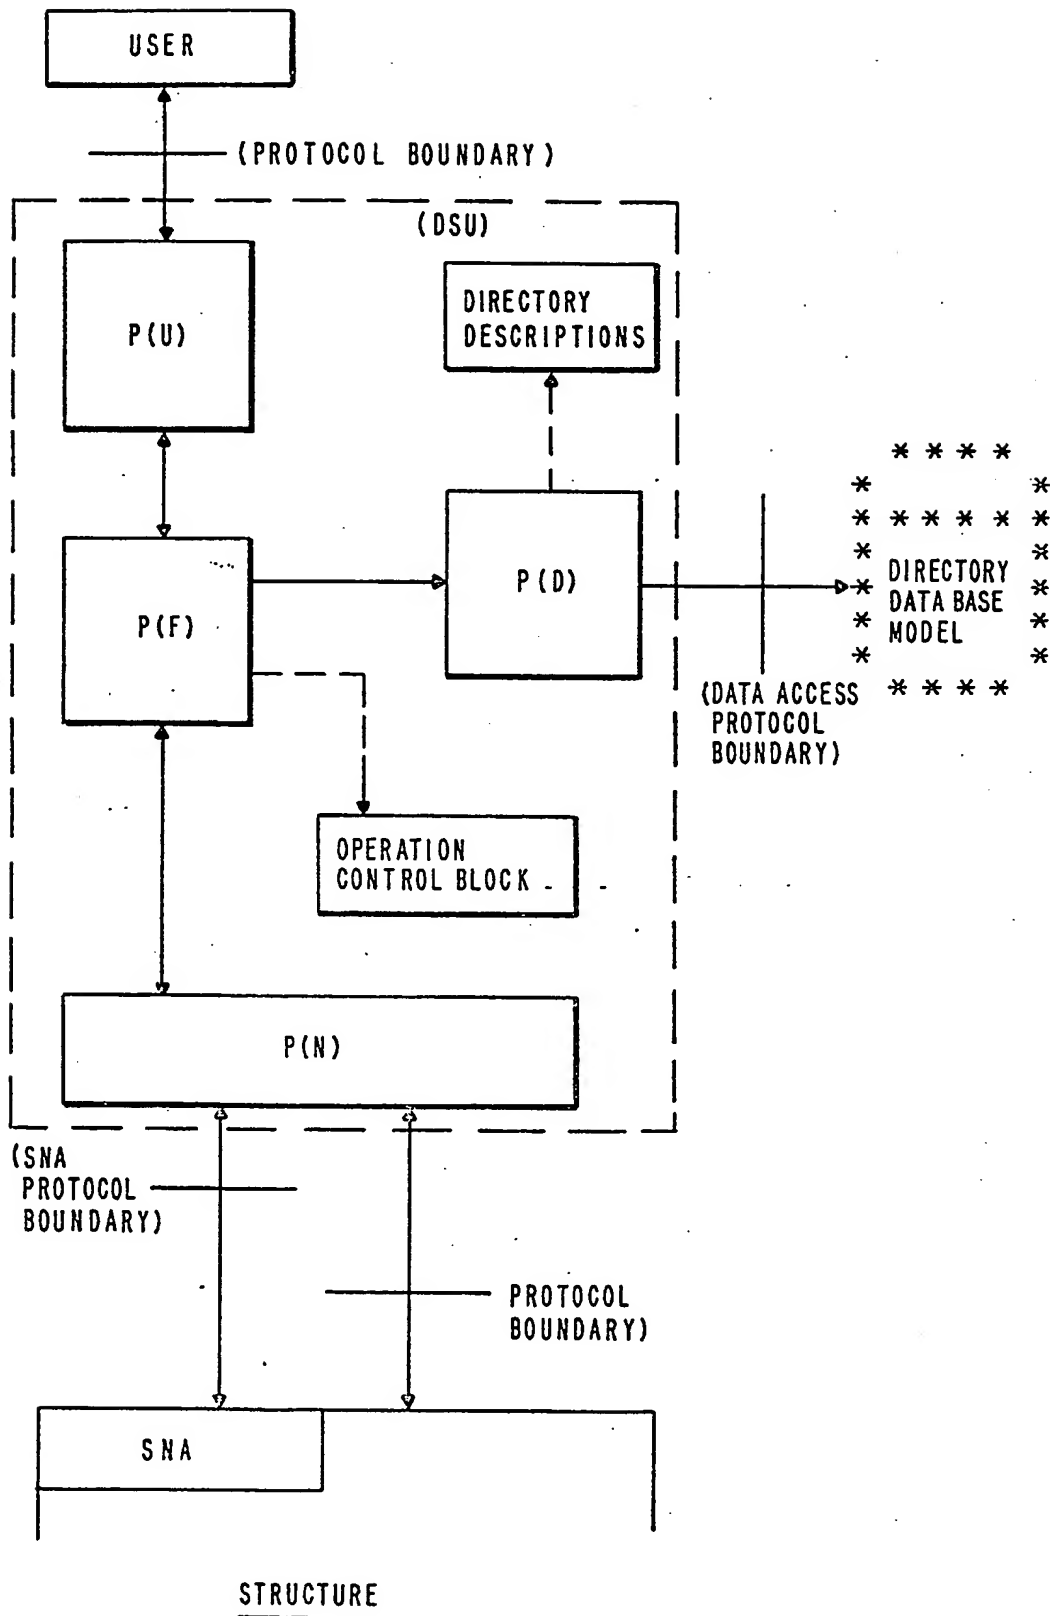 USER
(PROTOCOL BOUNDARY)
(DSU)
P(U)
DIRECTORY
DESCRIPTIONS
P(F)
P(D)
DIRECTORY
DATA BASE
MODEL
(DATA ACCESS
PROTOCOL
BOUNDARY)
OPERATION
CONTROL BLOCK
P(N)
(SNA
PROTOCOL
BOUNDARY)
PROTOCOL
BOUNDARY)
SNA
STRUCTURE